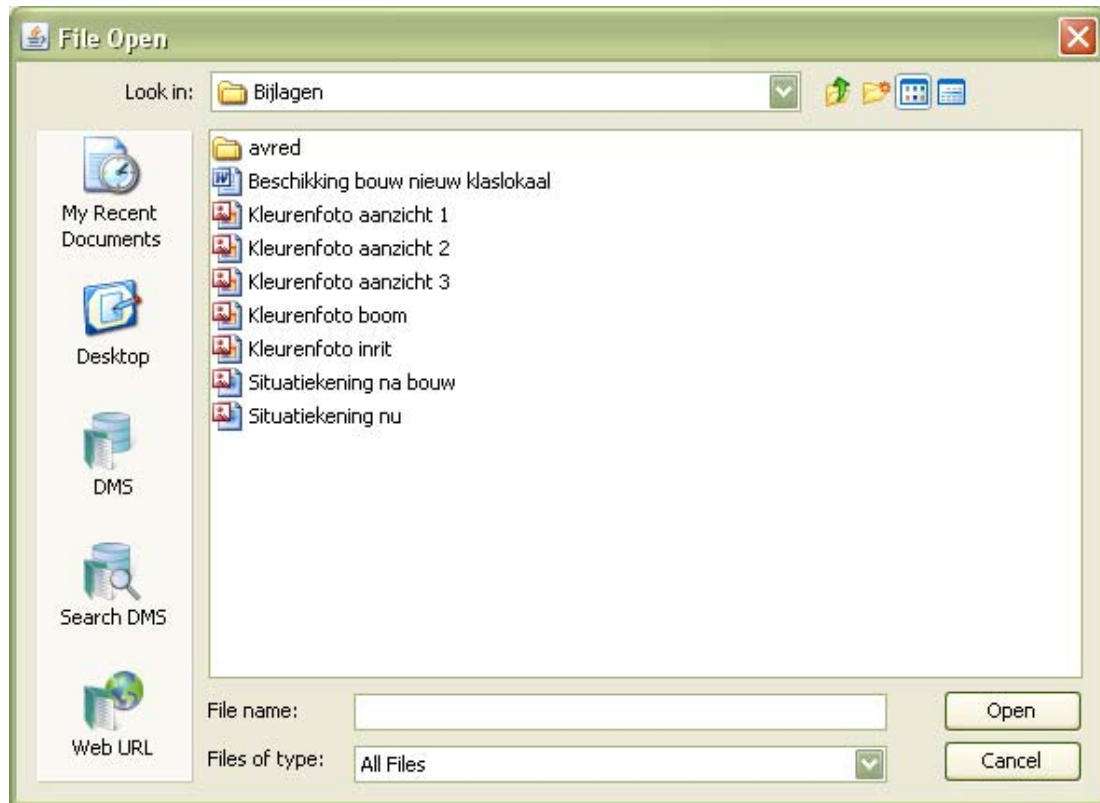 File Open
Look in: Bijlagen
My Recent
Documents
Desktop
DMS
Search DMS
Web URL
avred
Beschikking bouw nieuw klaslokaal
Kleurenfoto aanzicht 1
Kleurenfoto aanzicht 2
Kleurenfoto aanzicht 3
Kleurenfoto boom
Kleurenfoto inrit
Situatiekening na bouw
Situatiekening nu
File name: Open
Files of type: All Files Cancel